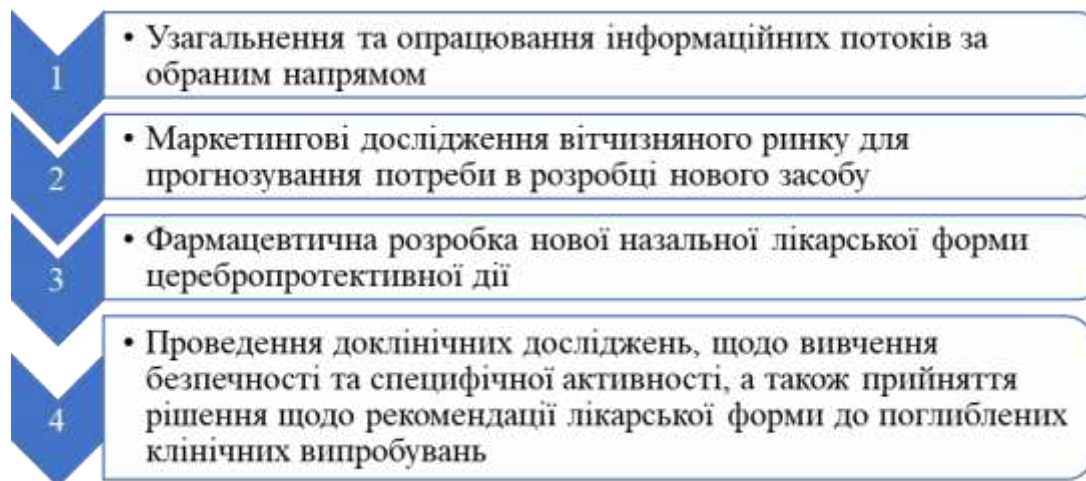 1
• Узагальнення та опрацювання інформаційних потоків за
обраним напрямом
2
• Маркетингові дослідження вітчизняного ринку для
прогнозування потреби в розробці нового засобу
3
• Фармацевтична розробка нової назальної лікарської форми
церебропротективної дії
4
• Проведення доклінічних досліджень, щодо вивчення
безпечності та специфічної активності, а також прийняття
рішення щодо рекомендації лікарської форми до поглиблених
клінічних випробувань